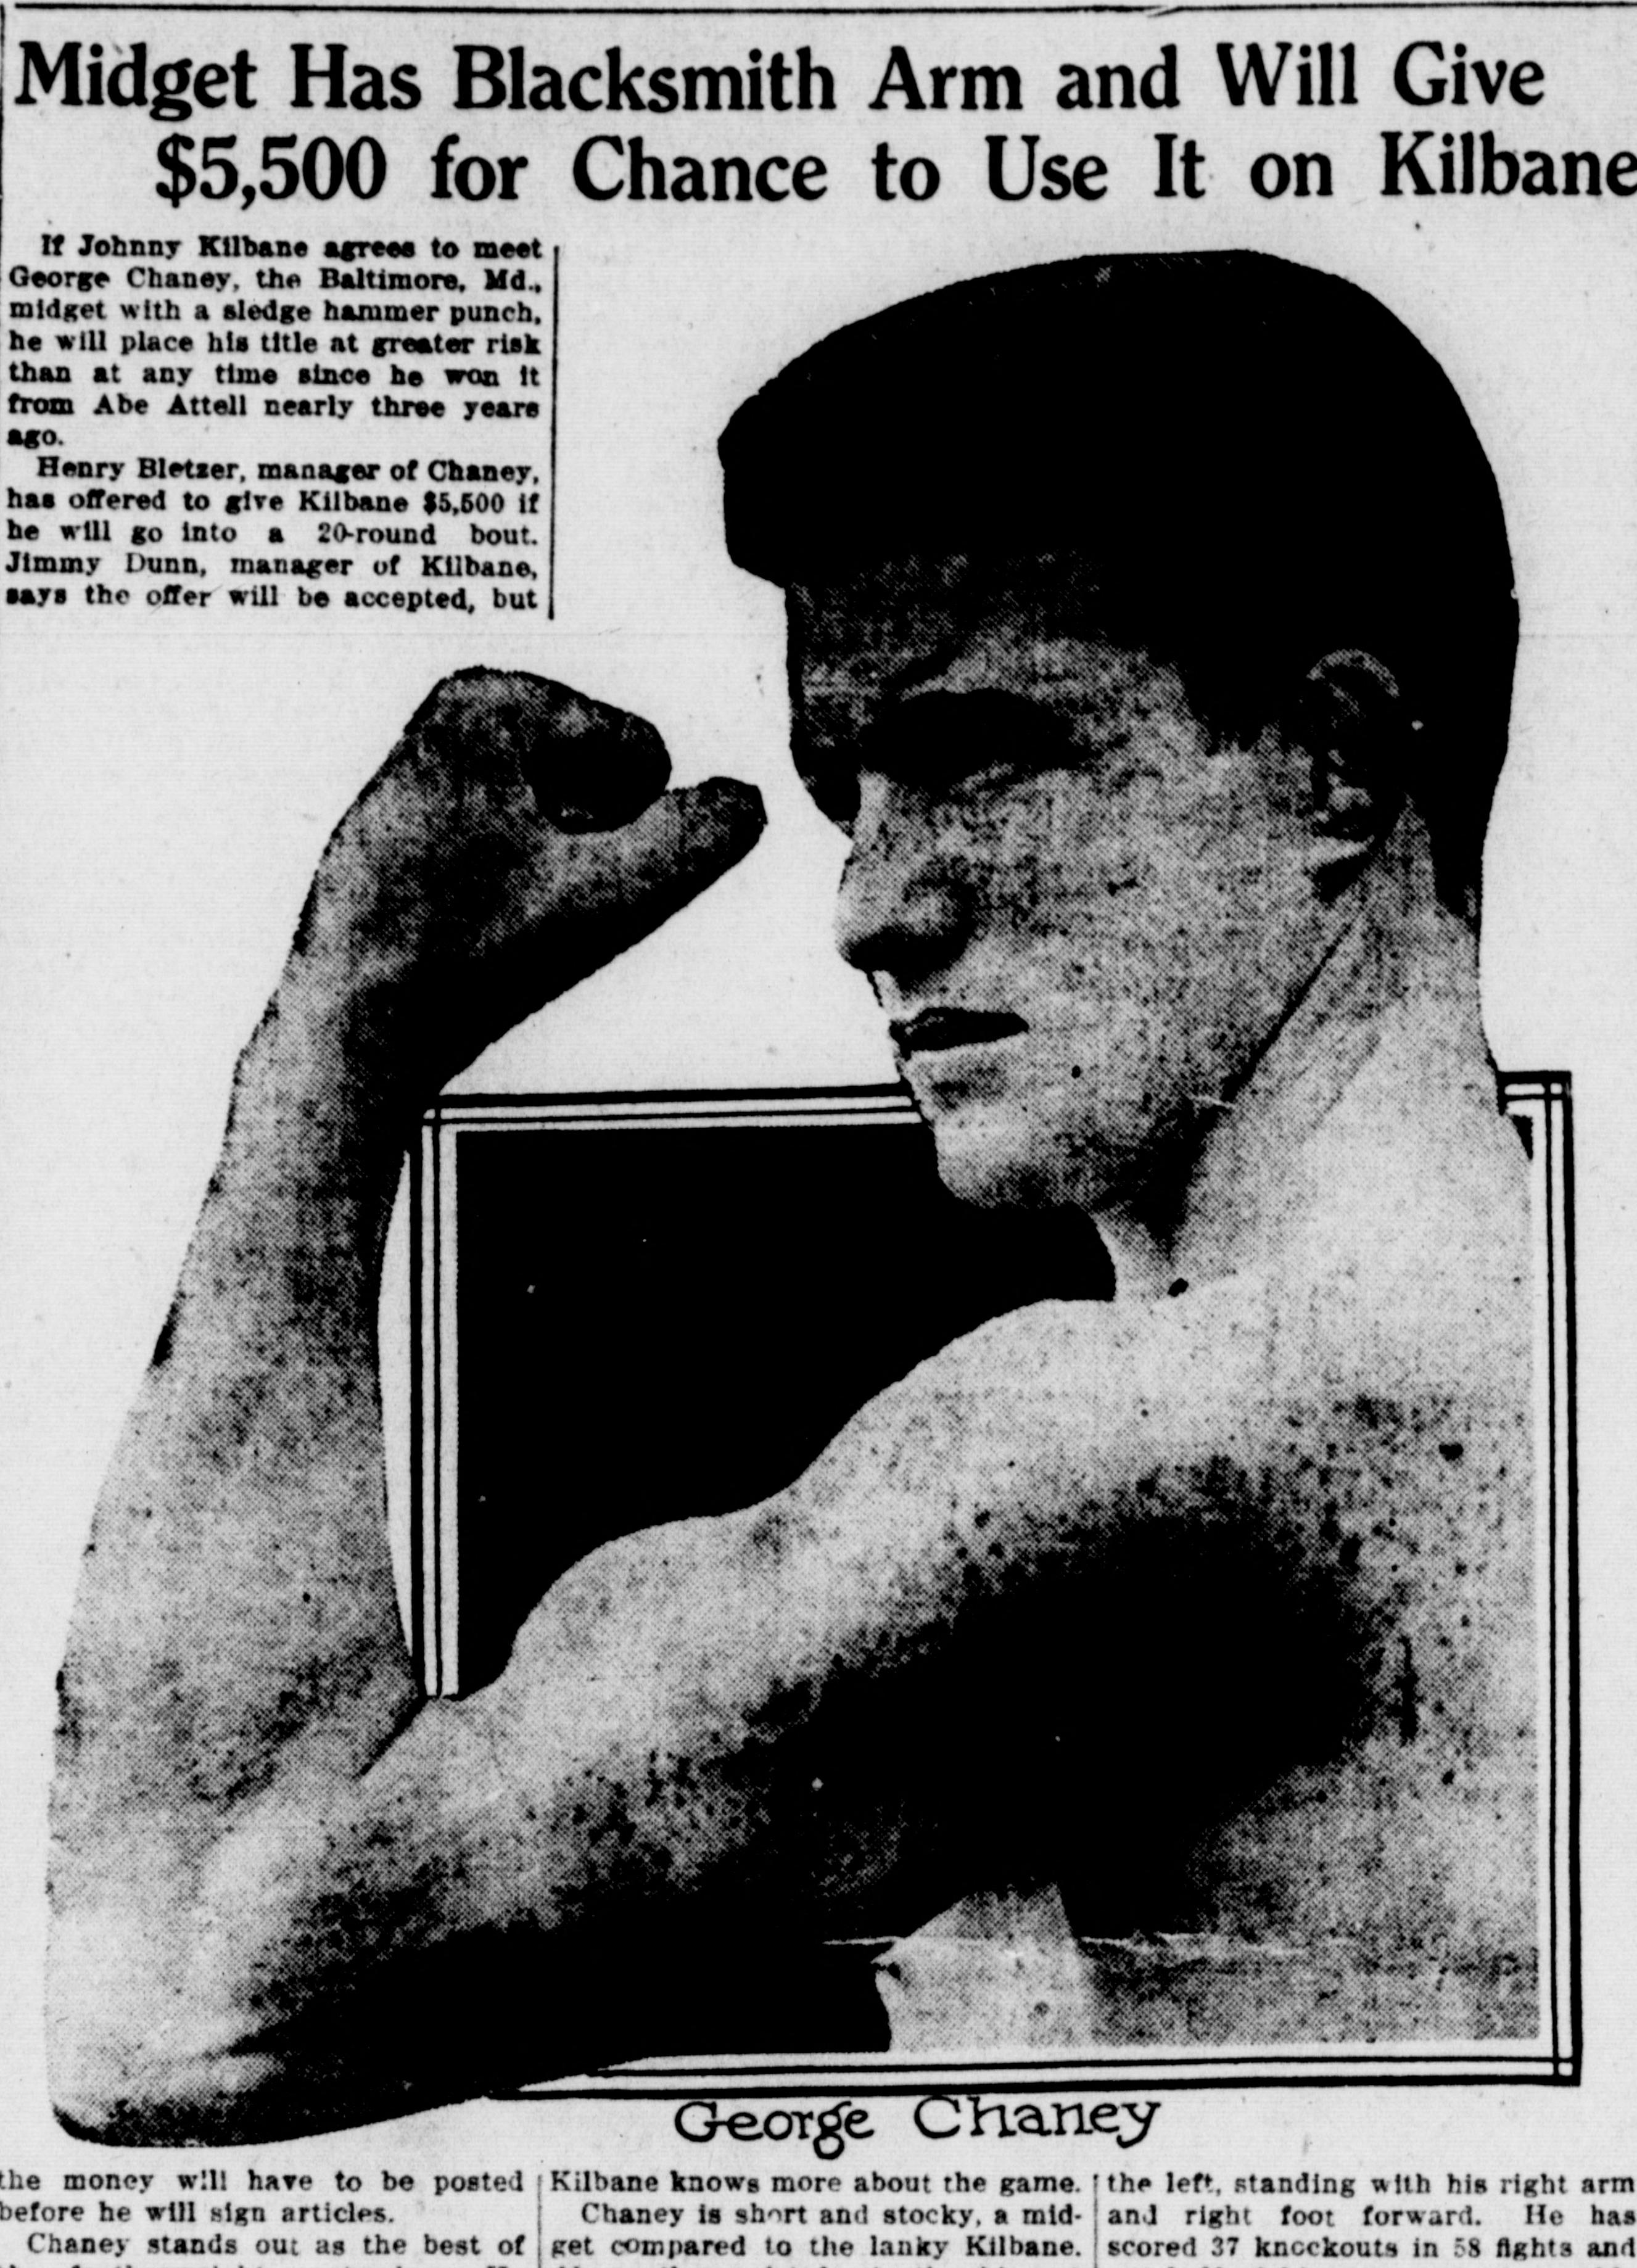 Midget Has Blacksmith Arm and Will Give
$5,500 for Chance to Use It on Kilbane
If Johnny Kilbane agrees to meet
George Chaney, the Baltimore, Md.,
midget with a sledge hammer punch,
he will place his title at greater risk
than at any time since he won it
from Abe Attell nearly three years
ago.
Henry Bletzer, manager of Chaney,
has offered to give Kilbane $5,500 if
he will go into a 20-round bout.
Jimmy Dunn, manager of Kilbane,
says the offer will be accepted, but
George Chaney
the money will have to be posted
before he will sign articles.
Chaney stands out as the best of
Kilbane knows more about the game.
Chaney is short and stocky, a mid-
get compared to the lanky Kilbane.
the left, standing with his right arm
and right foot forward. He has
scored 37 knockouts in 58 fights and